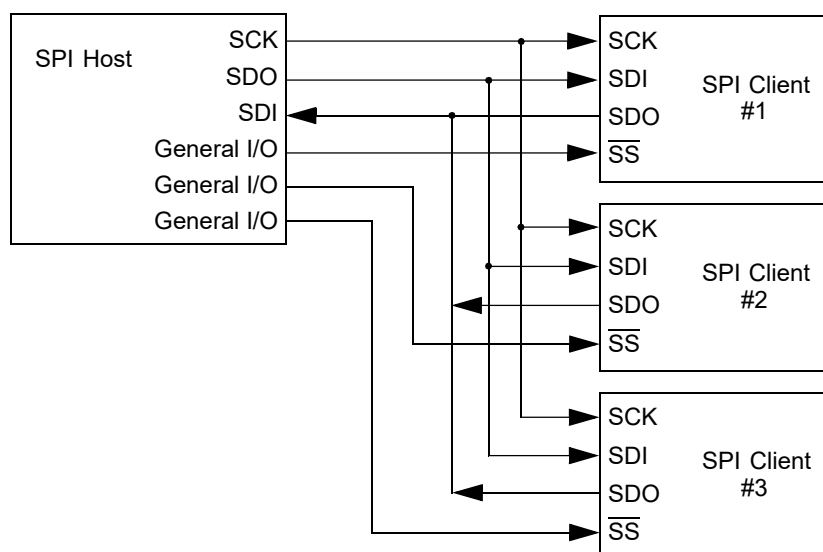 SPI Host
SCK
SDO
SDI
General I/O
General I/O
General I/O
SCK
SDI
SDO
SS
SPI Client
#1
SCK
SDI
SDO
SS
SPI Client
#2
SCK
SDI
SDO
SS
SPI Client
#3